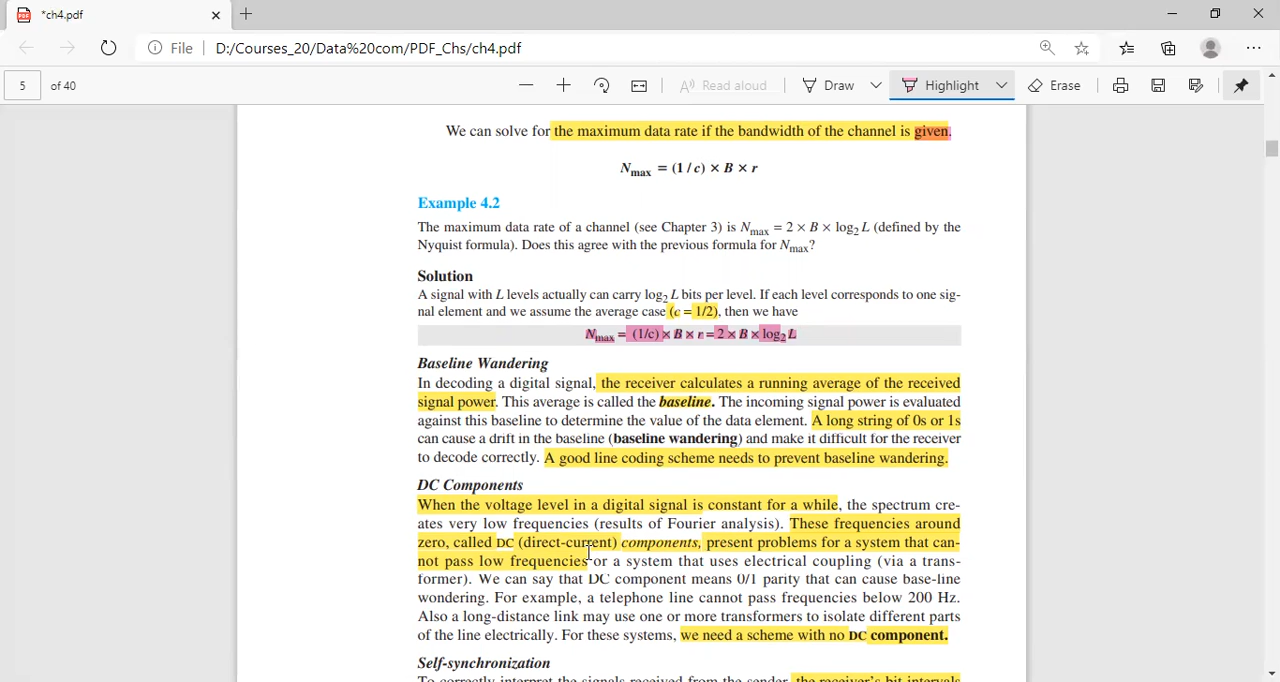 *ch4.pdf
File D:/Courses_20/Data%20com/PDF_Chs/ch4.pdf
5 of 40 Read aloud Draw Highlight Erase
We can solve for the maximum data rate if the bandwidth of the channel is given.
Nmax = (1/c) × B × r
Example 4.2
The maximum data rate of a channel (see Chapter 3) is Nmax = 2 × B × log2 L (defined by the
Nyquist formula). Does this agree with the previous formula for Nmax?
Solution
A signal with L levels actually can carry log2 L bits per level. If each level corresponds to one sig-
nal element and we assume the average case (c = 1/2), then we have
Nmax = (1/c) × B × r = 2 × B × log2 L
Baseline Wandering
In decoding a digital signal, the receiver calculates a running average of the received
signal power. This average is called the baseline. The incoming signal power is evaluated
against this baseline to determine the value of the data element. A long string of 0s or 1s
can cause a drift in the baseline (baseline wandering) and make it difficult for the receiver
to decode correctly. A good line coding scheme needs to prevent baseline wandering.
DC Components
When the voltage level in a digital signal is constant for a while, the spectrum cre-
ates very low frequencies (results of Fourier analysis). These frequencies around
zero, called DC (direct-current) components, present problems for a system that can-
not pass low frequencies or a system that uses electrical coupling (via a trans-
former). We can say that DC component means 0/1 parity that can cause base-line
wondering. For example, a telephone line cannot pass frequencies below 200 Hz.
Also a long-distance link may use one or more transformers to isolate different parts
of the line electrically. For these systems, we need a scheme with no DC component.
Self-synchronization
To correctly interpret the signals received from the sender, the receiver's bit intervals